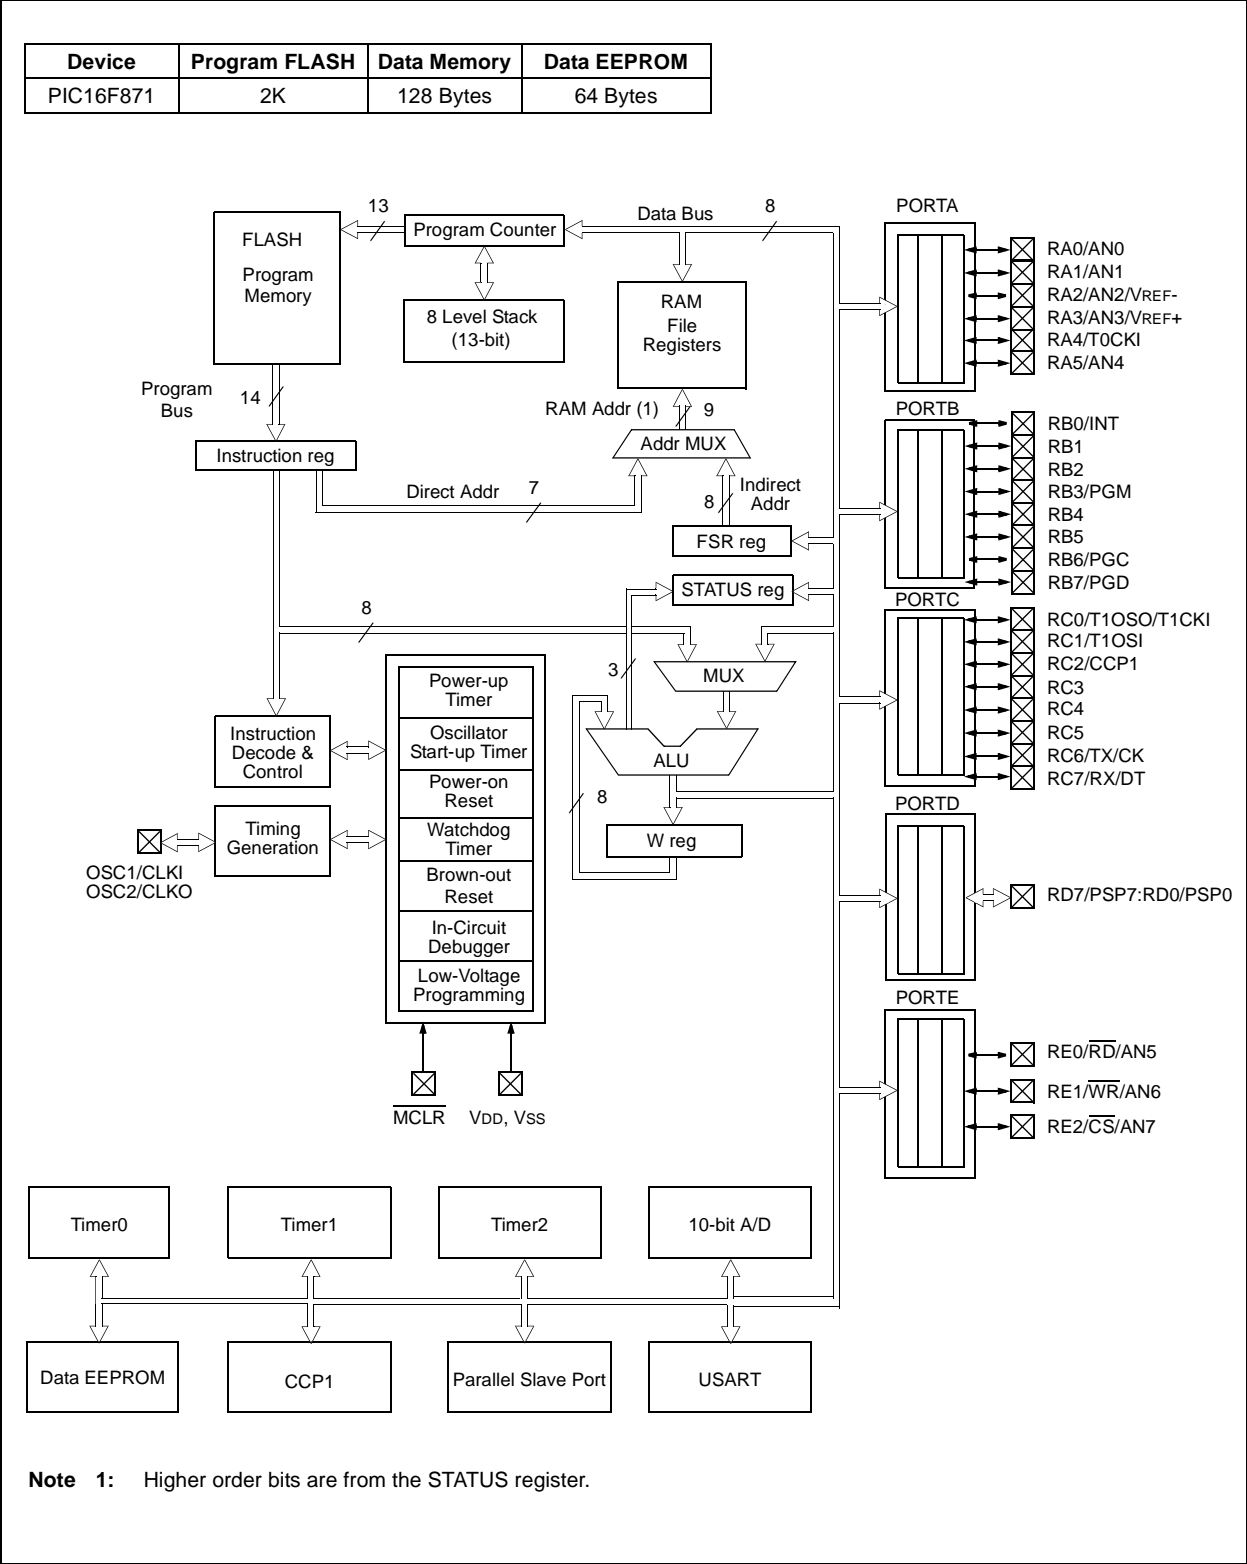 Device Program FLASH Data Memory Data EEPROM
PIC16F871 2K 128 Bytes 64 Bytes
FLASH
Program
Memory
13
Program Counter
8 Level Stack
(13-bit)
Data Bus
8
RAM
File
Registers
Program
Bus
14
Instruction reg
RAM Addr (1)
9
Addr MUX
Direct Addr
7
8
Indirect
Addr
FSR reg
STATUS reg
8
3
MUX
ALU
8
W reg
Power-up
Timer
Oscillator
Start-up Timer
Power-on
Reset
Watchdog
Timer
Brown-out
Reset
In-Circuit
Debugger
Low-Voltage
Programming
Instruction
Decode &
Control
Timing
Generation
OSC1/CLKI
OSC2/CLKO
MCLR
VDD, VSS
PORTA
RA0/AN0
RA1/AN1
RA2/AN2/VREF-
RA3/AN3/VREF+
RA4/T0CKI
RA5/AN4
PORTB
RB0/INT
RB1
RB2
RB3/PGM
RB4
RB5
RB6/PGC
RB7/PGD
PORTC
RC0/T1OSO/T1CKI
RC1/T1OSI
RC2/CCP1
RC3
RC4
RC5
RC6/TX/CK
RC7/RX/DT
PORTD
RD7/PSP7:RD0/PSP0
PORTE
RE0/RD/AN5
RE1/WR/AN6
RE2/CS/AN7
Timer0
Timer1
Timer2
10-bit A/D
Data EEPROM
CCP1
Parallel Slave Port
USART
Note 1: Higher order bits are from the STATUS register.